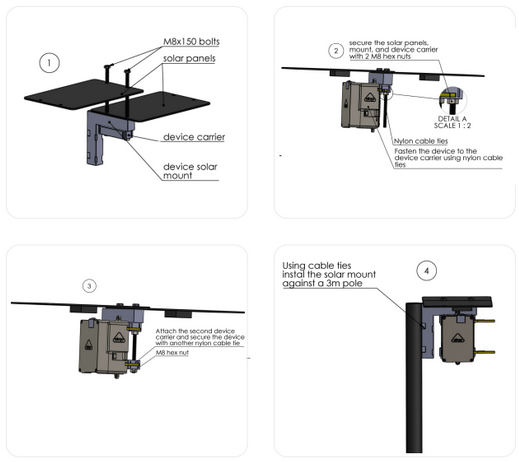 1
M8x150 bolts
solar panels
device carrier
device solar
mount
2
secure the solar panels,
mount, and device carrier
with 2 M8 hex nuts
DETAIL A
SCALE 1 : 2
Nylon cable ties
Fasten the device to the
device carrier using nylon cable
ties
3
Attach the second device
carrier and secure the device
with another nylon cable tie
M8 hex nut
Using cable ties
instal the solar mount
against a 3m pole
4